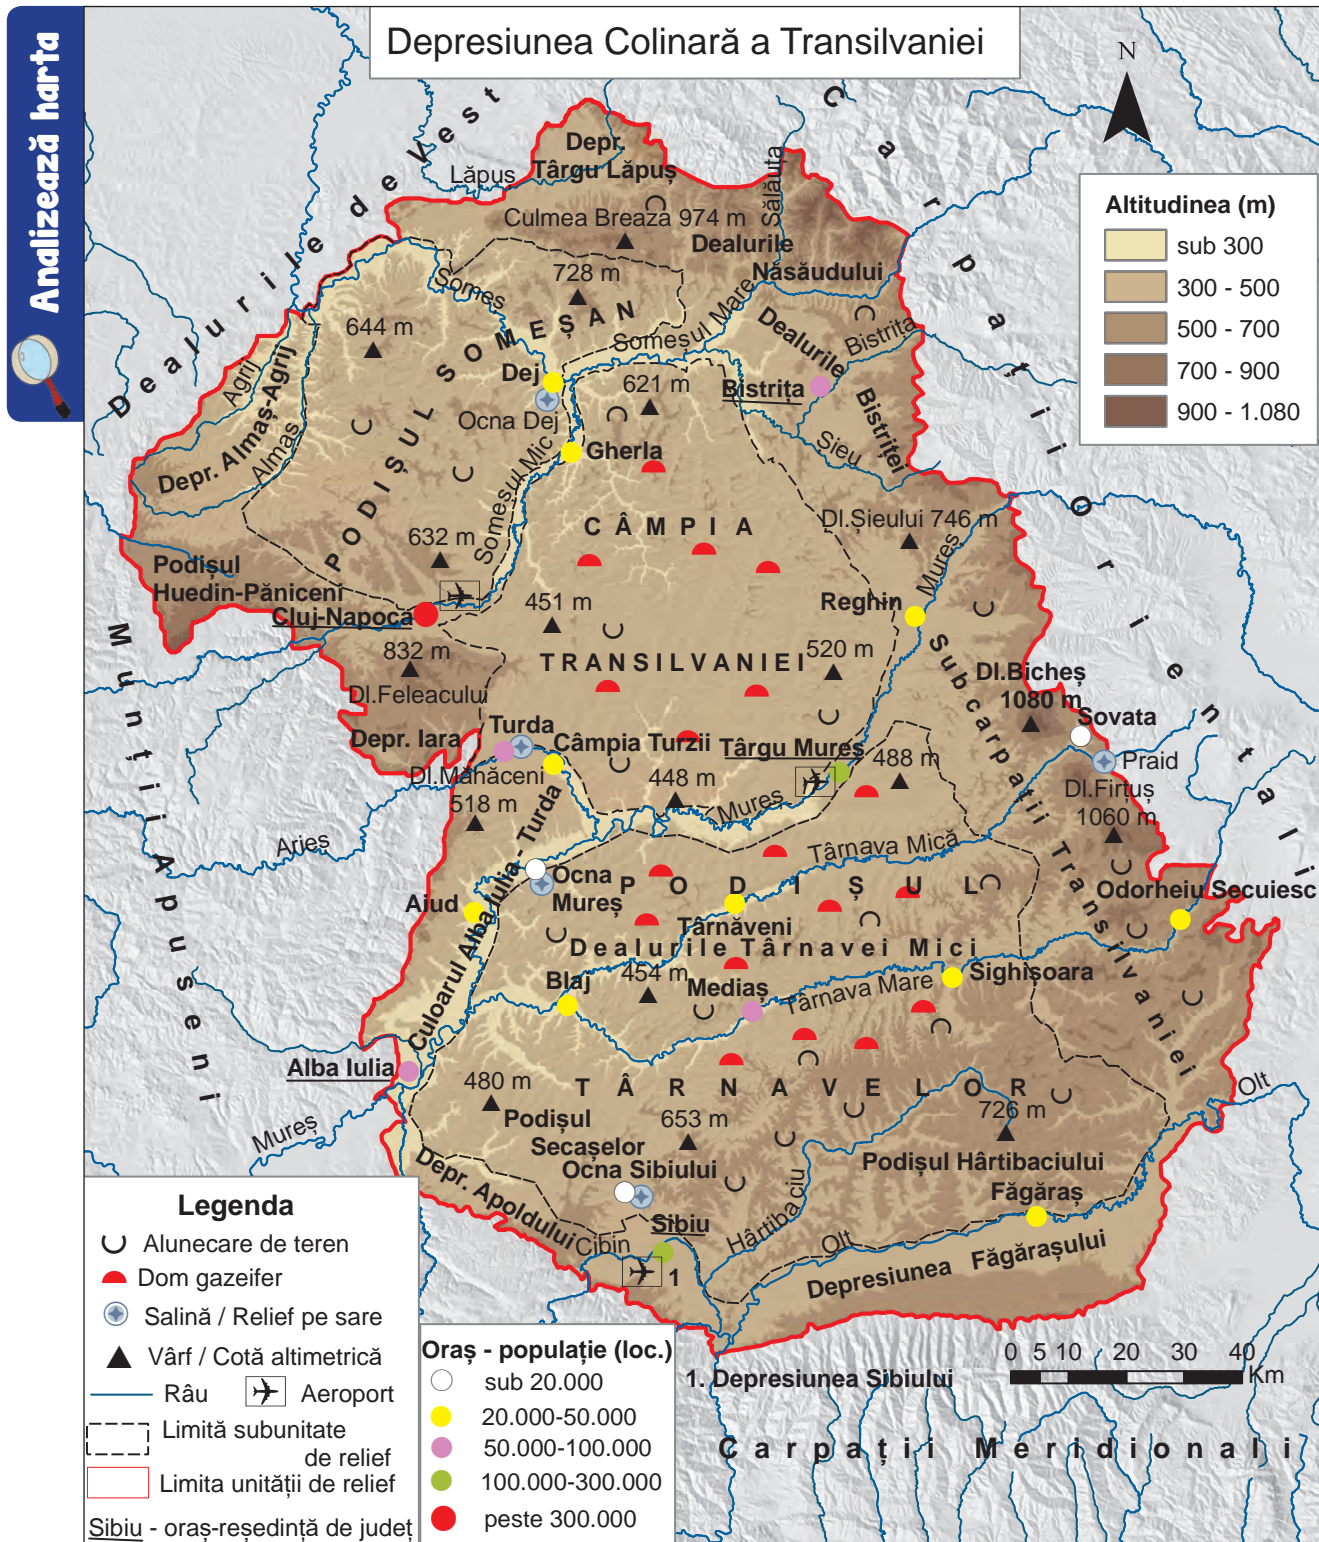 Analizează harta
Depresiunea Colinară a Transilvaniei
N
Dealurile de Vest
Carpații Orientali
Munții Apuseni
Carpații Meridionali
Altitudinea (m)
sub 300
300 - 500
500 - 700
700 - 900
900 - 1.080
Depr.
Târgu Lăpuș
Lăpuș
Sălăuța
Culmea Breaza 974 m
Dealurile
Năsăudului
728 m
Someș
644 m
PODIȘUL SOMEȘAN
Someșul Mare
Dealurile
Bistriței
Bistrița
Agrij
Depr. Almaș-Agrij
Almaș
Dej
Ocna Dej
621 m
Bistrița
Gherla
Șieu
Someșul Mic
CÂMPIA
Dl.Șieului 746 m
632 m
Mureș
Podișul
Huedin-Păniceni
Cluj-Napoca
451 m
Reghin
832 m
Dl.Feleacului
TRANSILVANIEI
520 m
Subcarpații Transilvaniei
Dl.Bicheș
1080 m
Sovata
Depr. Iara
Turda
Câmpia Turzii
Târgu Mureș
488 m
Praid
Dl.Măhăceni
518 m
448 m
Mureș
Dl.Firtuș
1060 m
Arieș
Târnava Mică
Culoarul Alba Iulia - Turda
Ocna
Mureș
PODIȘUL
Odorheiu Secuiesc
Aiud
Târnăveni
Dealurile Târnavei Mici
Blaj
454 m
Mediaș
Târnava Mare
Sighișoara
Alba Iulia
480 m
TÂRNAVELOR
Olt
Mureș
Podișul
Secașelor
653 m
726 m
Depr. Apoldului
Ocna Sibiului
Podișul Hârtibaciului
Făgăraș
Hârtibaciu
Sibiu
Cibin
1
Olt
Depresiunea Făgărașului
Legenda
Alunecare de teren
Dom gazeifer
Salină / Relief pe sare
Vârf / Cotă altimetrică
Râu
Aeroport
Limită subunitate
de relief
Limita unității de relief
Sibiu - oraș-reședință de județ
Oraș - populație (loc.)
sub 20.000
20.000-50.000
50.000-100.000
100.000-300.000
peste 300.000
1. Depresiunea Sibiului
0 5 10 20 30 40
Km